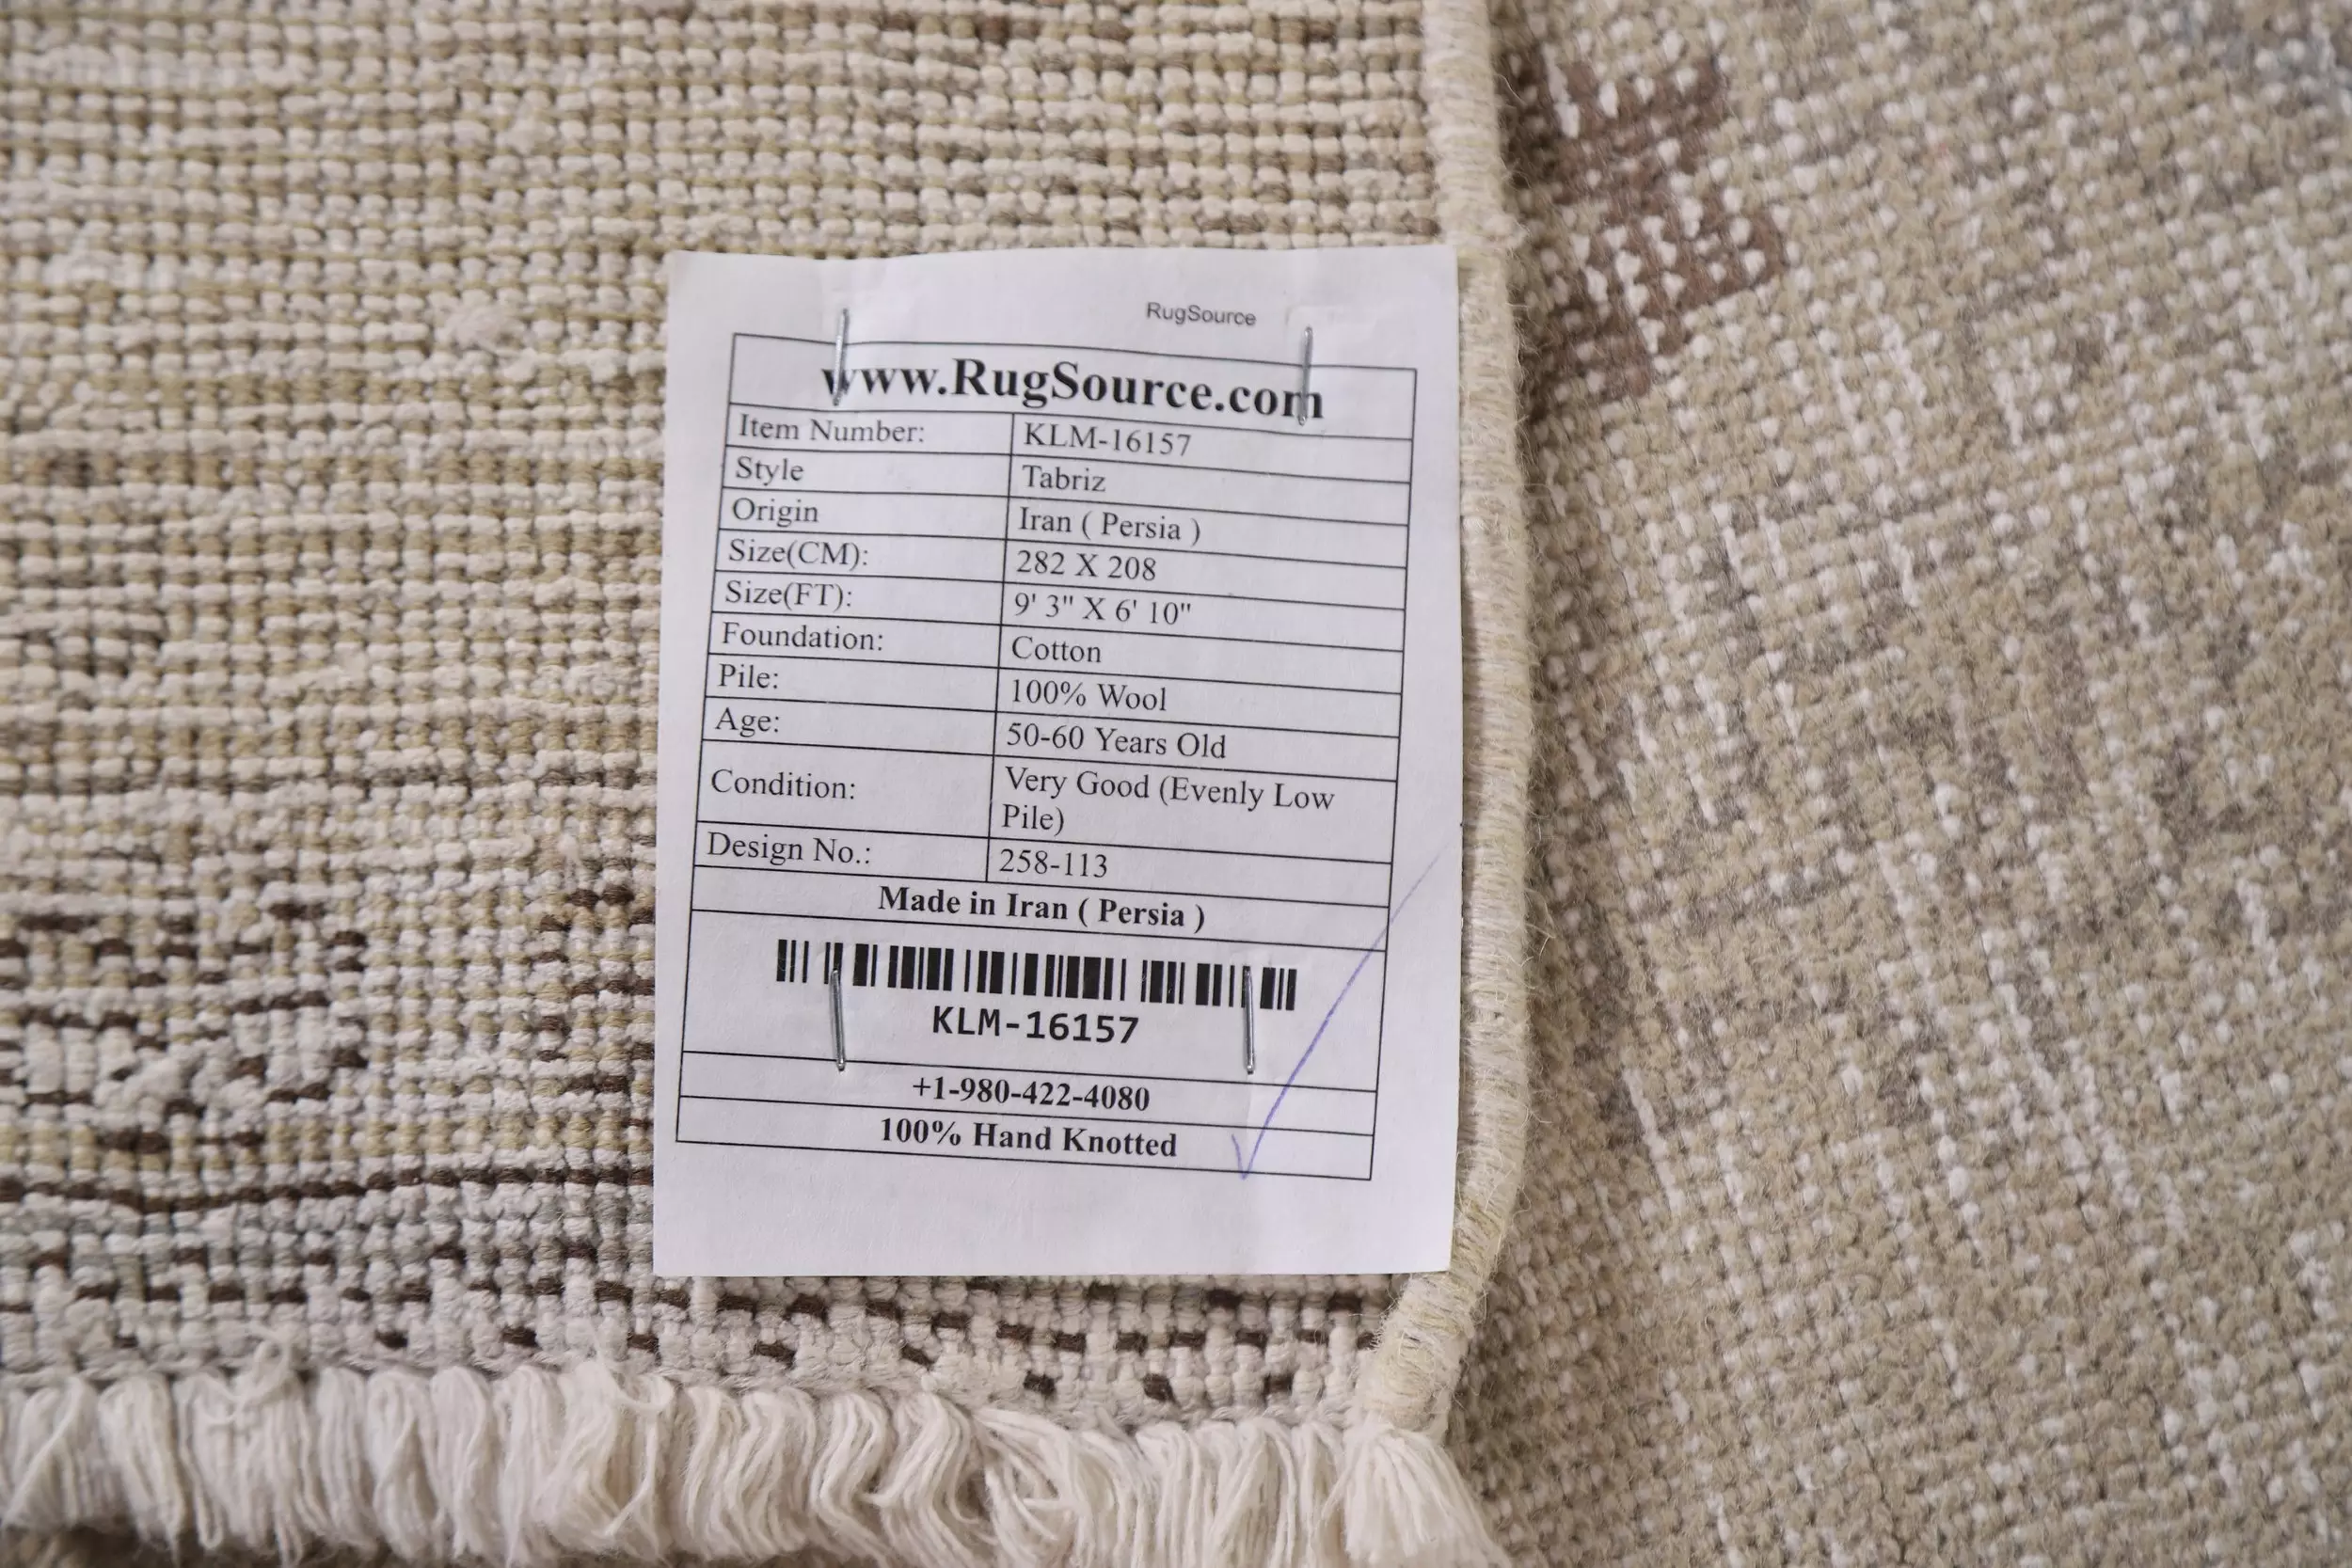 RugSource
www.RugSource.com
Item Number: KLM-16157
Style Tabriz
Origin Iran ( Persia )
Size(CM): 282 X 208
Size(FT): 9' 3" X 6' 10"
Foundation: Cotton
Pile: 100% Wool
Age: 50-60 Years Old
Condition: Very Good (Evenly Low
Pile)
Design No.: 258-113
Made in Iran ( Persia )
KLM-16157
+1-980-422-4080
100% Hand Knotted